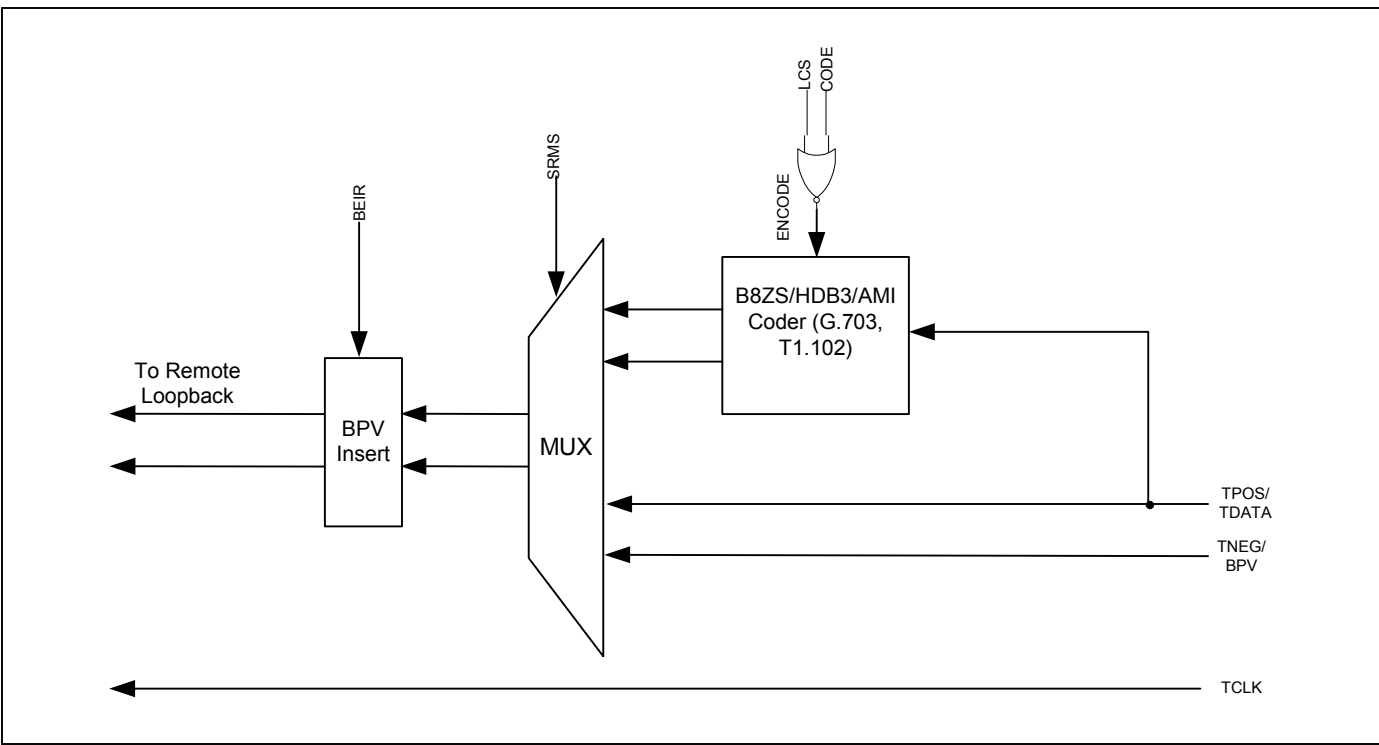 LCS
CODE
SRMS
BEIR
ENCODE
B8ZS/HDB3/AMI
Coder (G.703,
T1.102)
To Remote
Loopback
BPV
Insert
MUX
TPOS/
TDATA
TNEG/
BPV
TCLK